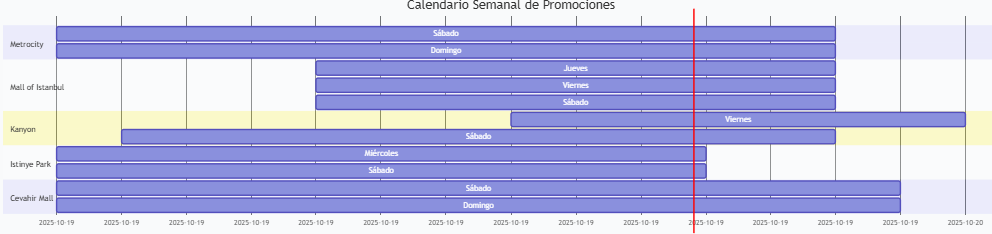 Calendario Semanal de Promociones
Metrocity
Sábado
Domingo
Mall of Istanbul
Jueves
Viernes
Sábado
Kanyon
Viernes
Sábado
Istinye Park
Miércoles
Sábado
Cevahir Mall
Sábado
Domingo
2025-10-19 2025-10-19 2025-10-19 2025-10-19 2025-10-19 2025-10-19 2025-10-19 2025-10-19 2025-10-19 2025-10-19 2025-10-19 2025-10-19 2025-10-19 2025-10-19 2025-10-20